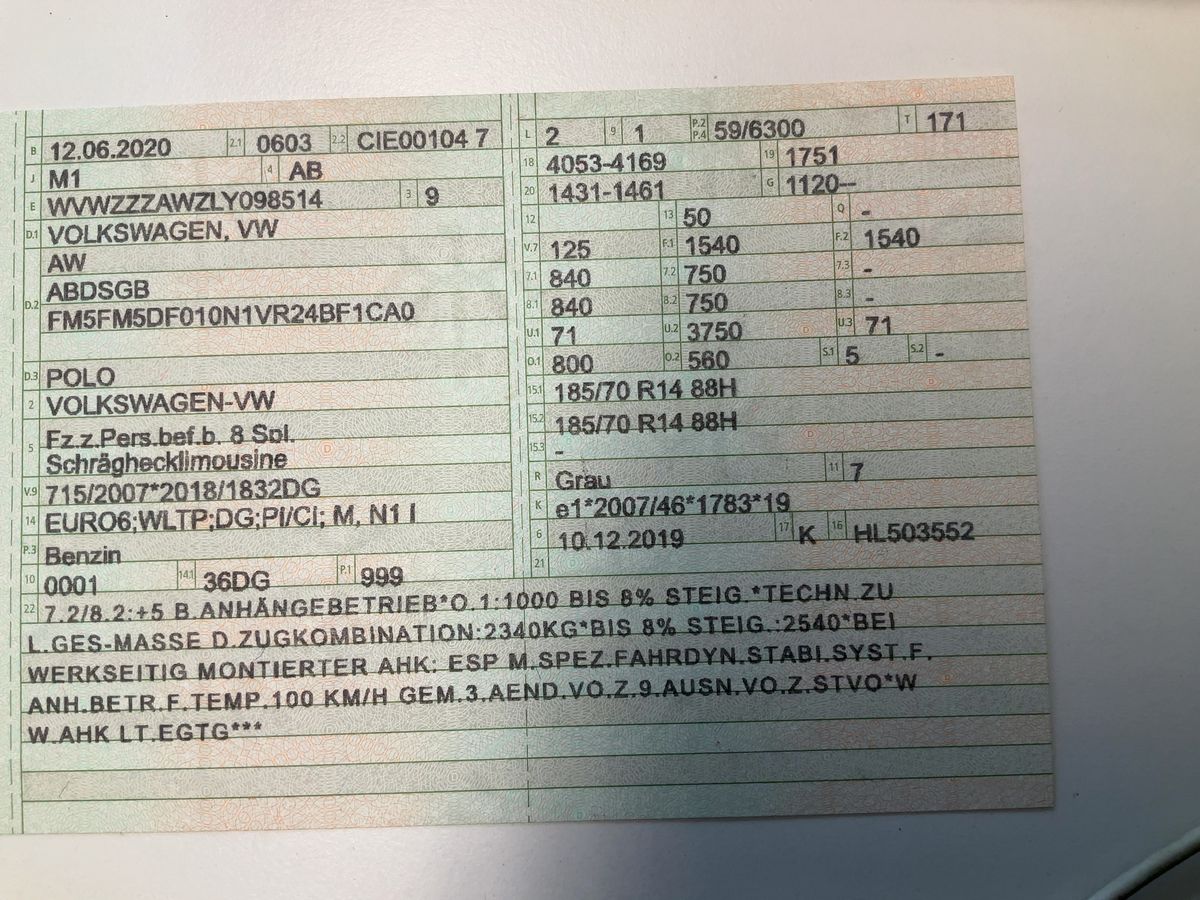 B 12.06.2020 2.1 0603 2.2 CIE00104 7
J M1 4 AB
E WVWZZZAWZLY098514 3 9
D.1 VOLKSWAGEN, VW
AW
D.2 ABDSGB
FM5FM5DF010N1VR24BF1CA0
D.3 POLO
2 VOLKSWAGEN-VW
5 Fz.z.Pers.bef.b. 8 Spl.
Schräghecklimousine
V.9 715/2007*2018/1832DG
14 EURO6;WLTP;DG;PI/CI; M, N1 I
P.3 Benzin
10 0001 14.1 36DG P.1 999
L 2 9 1 P.2 P.4 59/6300 T 171
18 4053-4169 19 1751
20 1431-1461 G 1120--
12 13 50 Q -
V.7 125 F.1 1540 F.2 1540
7.1 840 7.2 750 7.3 -
8.1 840 8.2 750 8.3 -
U.1 71 U.2 3750 U.3 71
O.1 800 O.2 560 S.1 5 S.2 -
15.1 185/70 R14 88H
15.2 185/70 R14 88H
15.3 -
R Grau 11 7
K e1*2007/46*1783*19
6 10.12.2019 17 K 16 HL503552
21
22 7.2/8.2:+5 B.ANHÄNGEBETRIEB*O.1:1000 BIS 8% STEIG.*TECHN.ZU
L.GES-MASSE D.ZUGKOMBINATION:2340KG*BIS 8% STEIG.:2540*BEI
WERKSEITIG MONTIERTER AHK: ESP M.SPEZ.FAHRDYN.STABI.SYST.F.
ANH.BETR.F.TEMP.100 KM/H GEM.3.AEND.VO.Z.9.AUSN.VO.Z.STVO*W
W.AHK LT.EGTG***